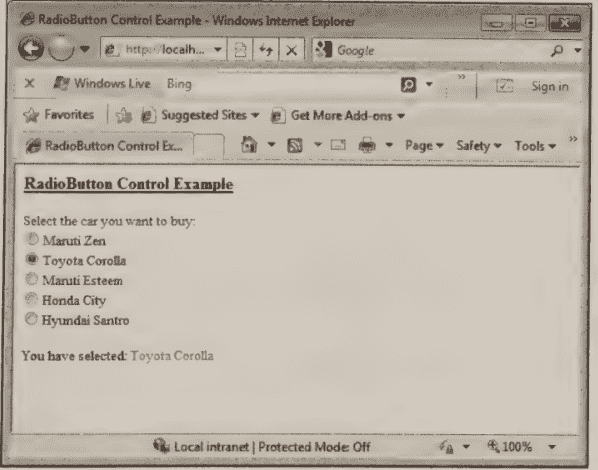 RadioButton Control Example - Windows Internet Explorer
http://localh... Google
X Windows Live Bing Sign in
Favorites Suggested Sites Get More Add-ons
RadioButton Control Ex... Page Safety Tools
RadioButton Control Example
Select the car you want to buy:
Maruti Zen
Toyota Corolla
Maruti Esteem
Honda City
Hyundai Santro
You have selected: Toyota Corolla
Local intranet | Protected Mode: Off 100%